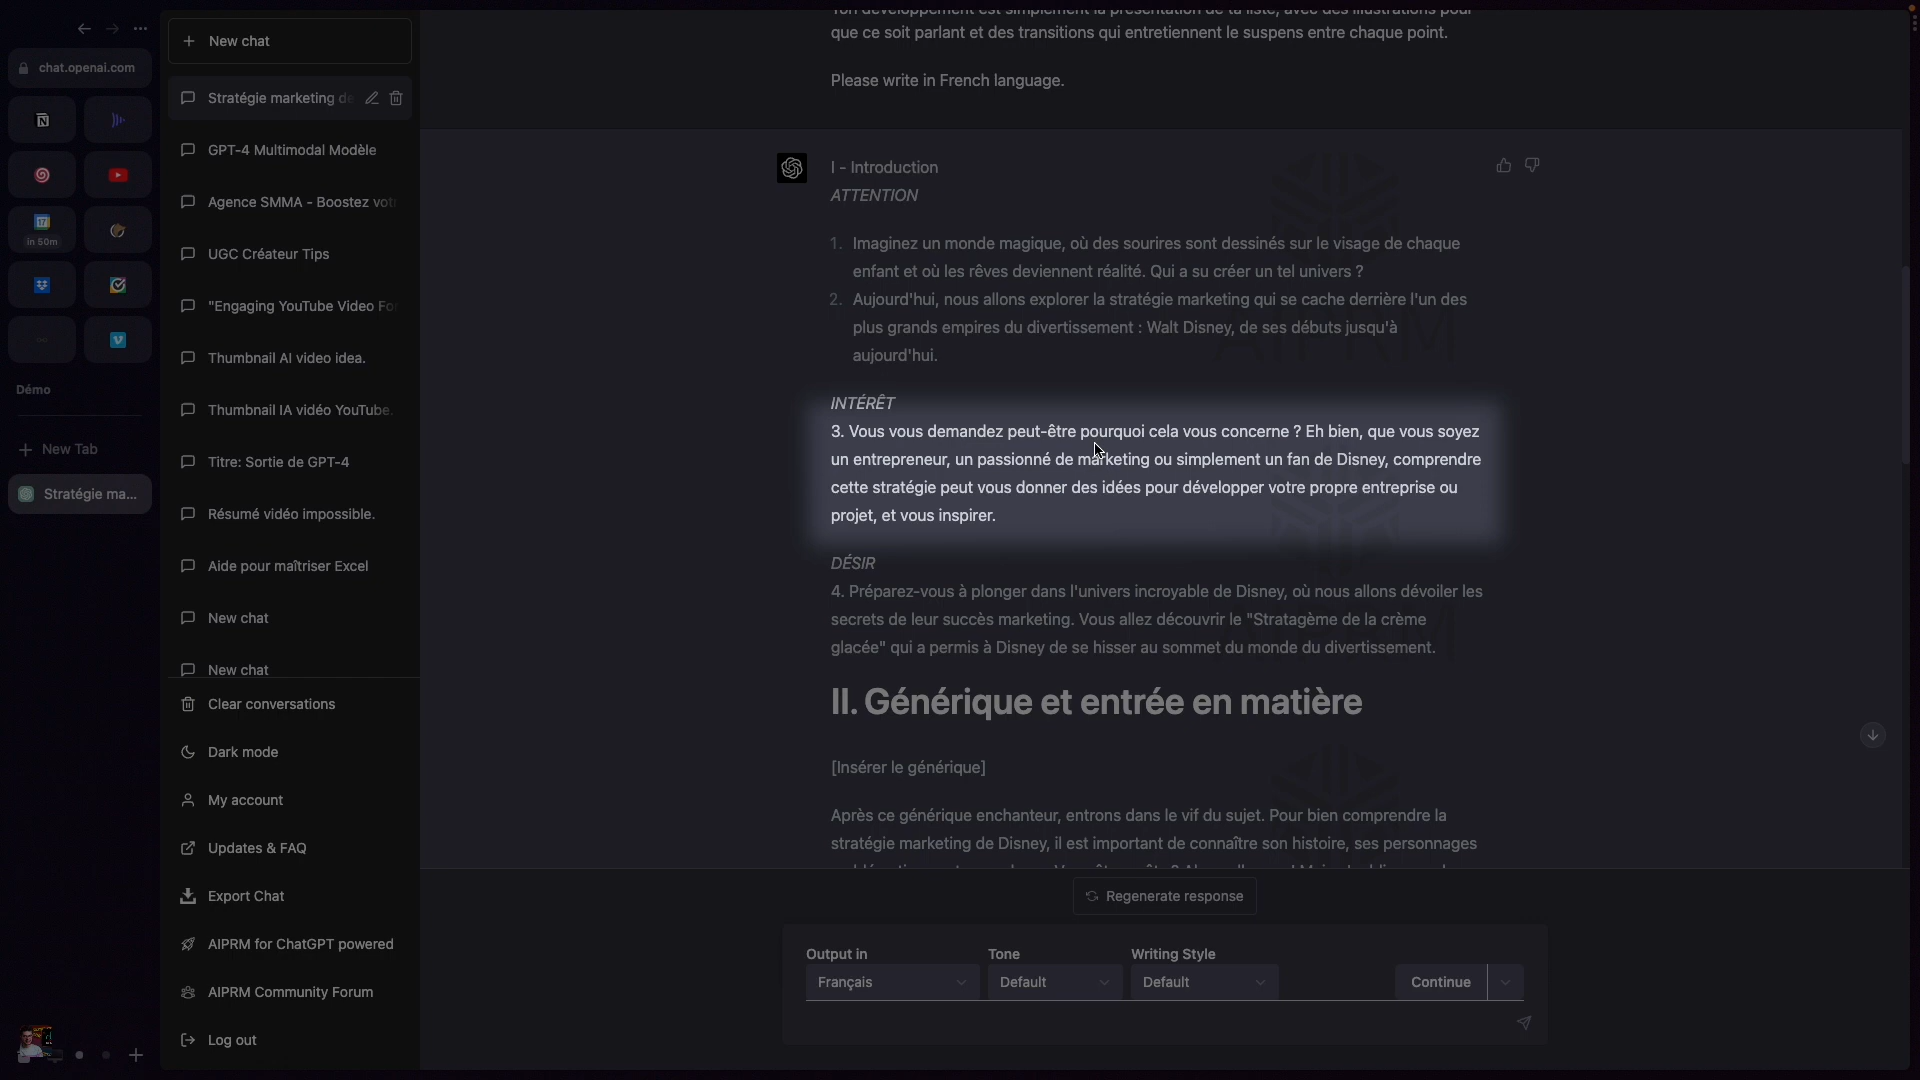 New chat
chat.openai.com
Stratégie marketing de
GPT-4 Multimodal Modèle
Agence SMMA - Boostez votr
in 50m
UGC Créateur Tips
"Engaging YouTube Video For
Thumbnail AI video idea.
Démo
Thumbnail IA vidéo YouTube.
New Tab
Titre: Sortie de GPT-4
Stratégie ma...
Résumé vidéo impossible.
Aide pour maîtriser Excel
New chat
New chat
Clear conversations
Dark mode
My account
Updates & FAQ
Export Chat
AIPRM for ChatGPT powered
AIPRM Community Forum
Log out
Ton développement est simplement la présentation de ta liste, avec des illustrations pour
que ce soit parlant et des transitions qui entretiennent le suspens entre chaque point.
Please write in French language.
I - Introduction
ATTENTION
1. Imaginez un monde magique, où des sourires sont dessinés sur le visage de chaque
enfant et où les rêves deviennent réalité. Qui a su créer un tel univers ?
2. Aujourd'hui, nous allons explorer la stratégie marketing qui se cache derrière l'un des
plus grands empires du divertissement : Walt Disney, de ses débuts jusqu'à
aujourd'hui.
INTÉRÊT
3. Vous vous demandez peut-être pourquoi cela vous concerne ? Eh bien, que vous soyez
un entrepreneur, un passionné de marketing ou simplement un fan de Disney, comprendre
cette stratégie peut vous donner des idées pour développer votre propre entreprise ou
projet, et vous inspirer.
DÉSIR
4. Préparez-vous à plonger dans l'univers incroyable de Disney, où nous allons dévoiler les
secrets de leur succès marketing. Vous allez découvrir le "Stratagème de la crème
glacée" qui a permis à Disney de se hisser au sommet du monde du divertissement.
II. Générique et entrée en matière
[Insérer le générique]
Après ce générique enchanteur, entrons dans le vif du sujet. Pour bien comprendre la
stratégie marketing de Disney, il est important de connaître son histoire, ses personnages
AIPRM
AIPRM
Regenerate response
Output in
Tone
Writing Style
Français
Default
Default
Continue